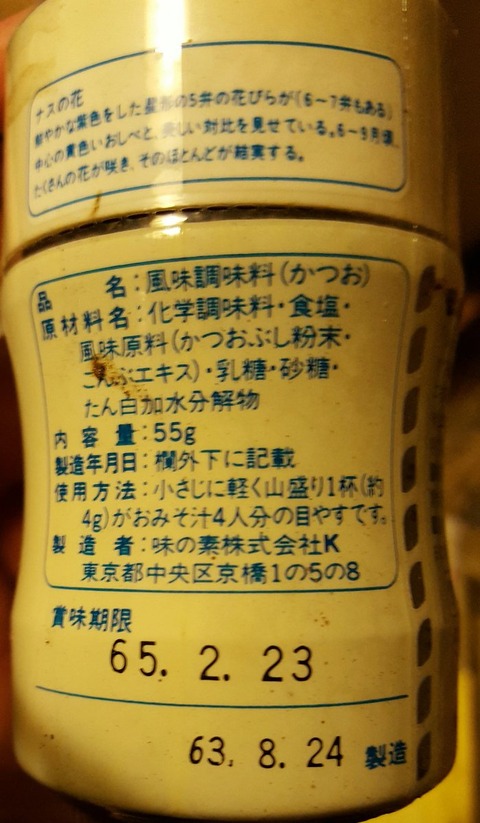 ナスの花
鮮やかな紫色をした星形の5弁の花びらが(6〜7弁もある)
中心の黄色いおしべと、美しい対比を見せている。6〜9月頃、
たくさんの花が咲き、そのほとんどが結実する。
品 名:風味調味料(かつお)
原材料名:化学調味料・食塩・
風味原料(かつおぶし粉末・
こんぶエキス)・乳糖・砂糖・
たん白加水分解物
内容量:55g
製造年月日:欄外下に記載
使用方法:小さじに軽く山盛り1杯(約
4g)がおみそ汁4人分の目やすです。
製造者:味の素株式会社K
東京都中央区京橋1の5の8
賞味期限
65. 2. 23
63. 8. 24 製造